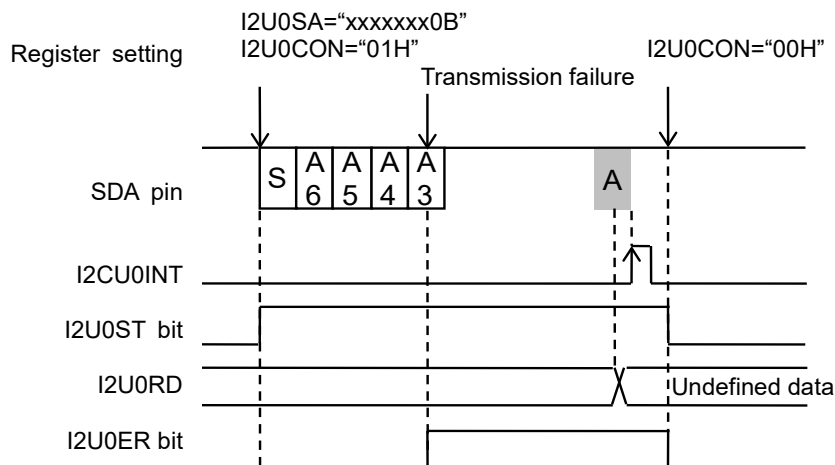 I2U0SA=“xxxxxxx0B”
I2U0CON=“01H”
I2U0CON=“00H”
Register setting
Transmission failure
SDA pin
S
A
6
A
5
A
4
A
3
A
I2CU0INT
I2U0ST bit
I2U0RD
Undefined data
I2U0ER bit